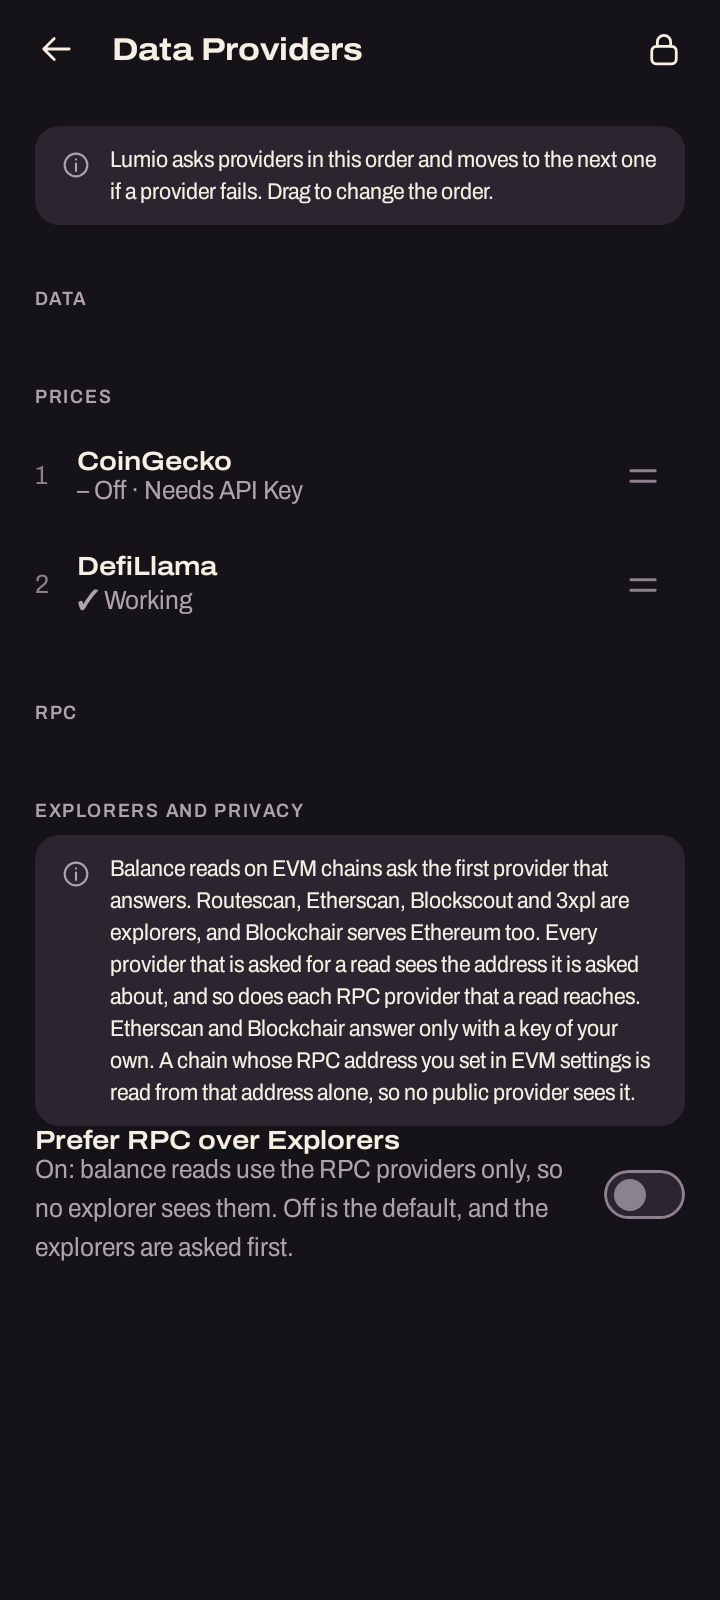 Data Providers
Lumio asks providers in this order and moves to the next one
if a provider fails. Drag to change the order.
DATA
PRICES
1
CoinGecko
– Off · Needs API Key
2
DefiLlama
✓ Working
RPC
EXPLORERS AND PRIVACY
Balance reads on EVM chains ask the first provider that
answers. Routescan, Etherscan, Blockscout and 3xpl are
explorers, and Blockchair serves Ethereum too. Every
provider that is asked for a read sees the address it is asked
about, and so does each RPC provider that a read reaches.
Etherscan and Blockchair answer only with a key of your
own. A chain whose RPC address you set in EVM settings is
read from that address alone, so no public provider sees it.
Prefer RPC over Explorers
On: balance reads use the RPC providers only, so
no explorer sees them. Off is the default, and the
explorers are asked first.